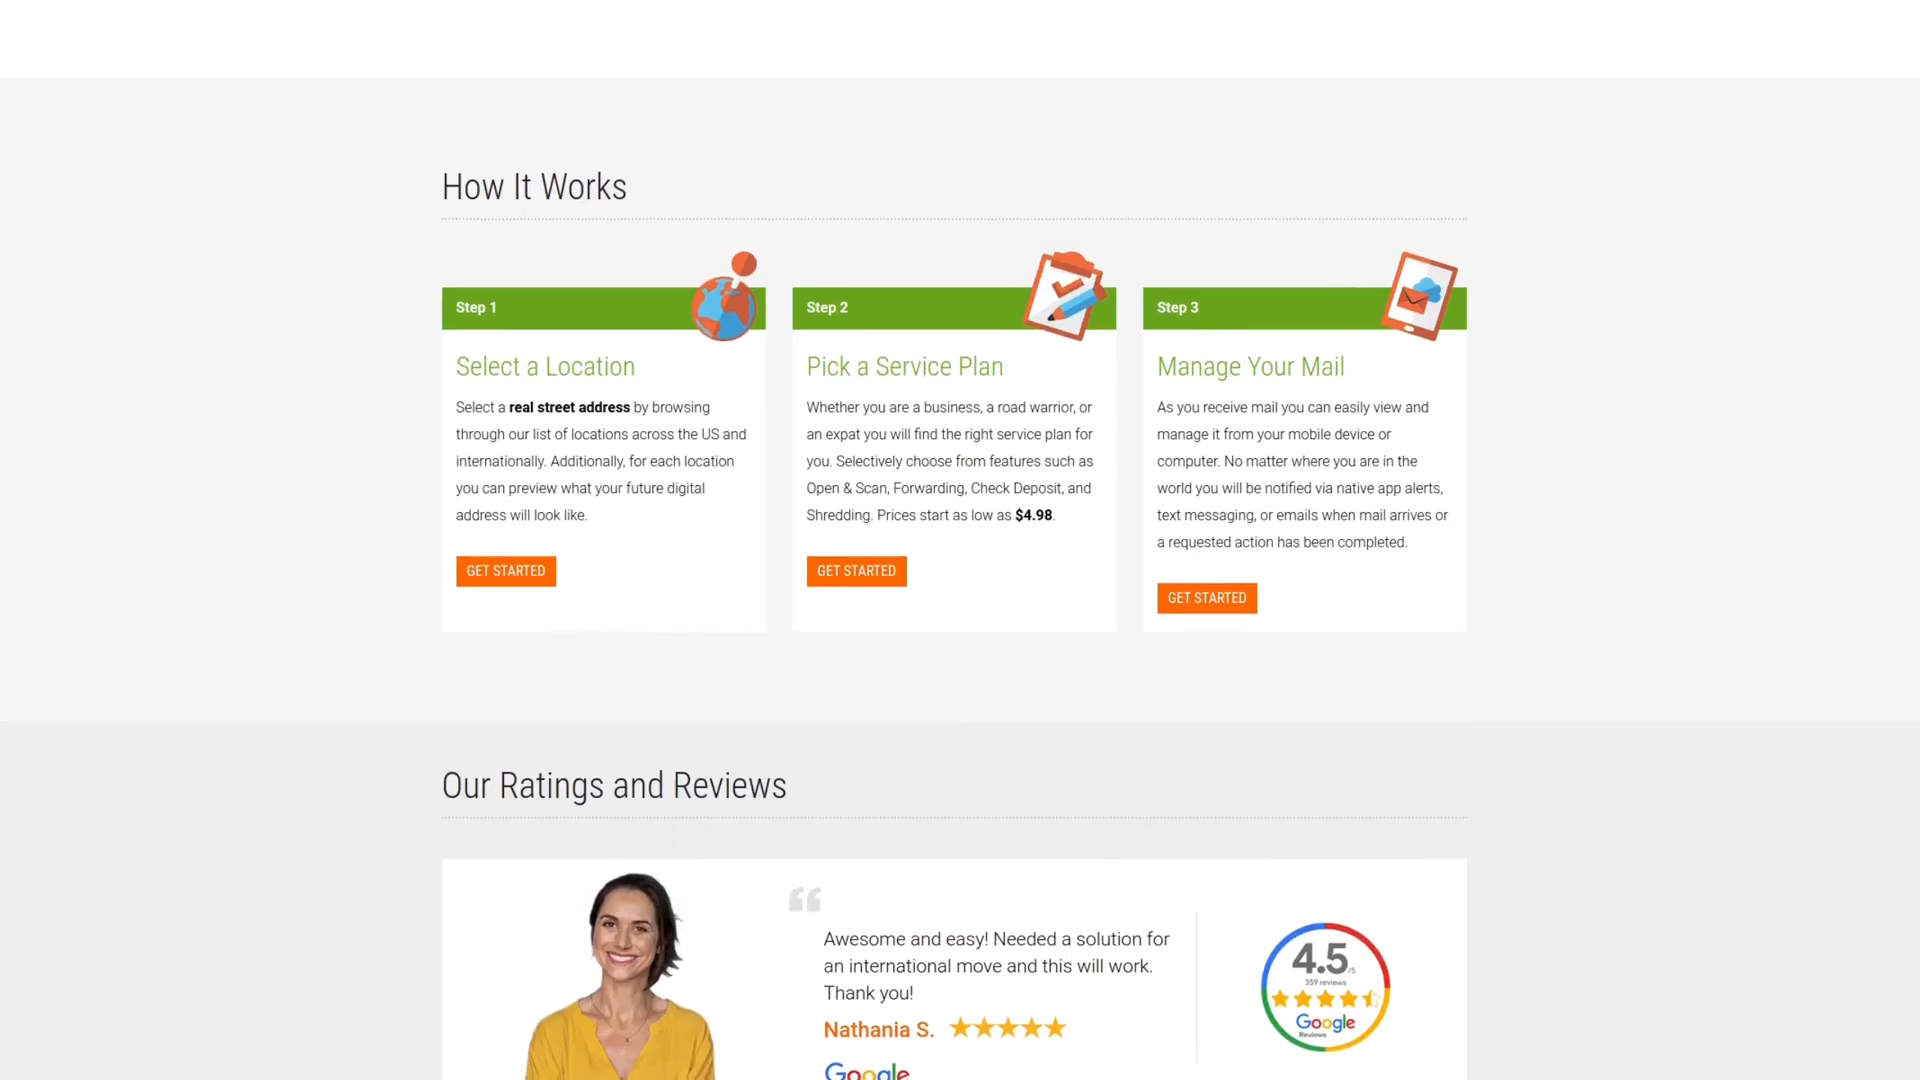 How It Works
Step 1
Select a Location
Select a real street address by browsing
through our list of locations across the US and
internationally. Additionally, for each location
you can preview what your future digital
address will look like.
GET STARTED
Step 2
Pick a Service Plan
Whether you are a business, a road warrior, or
an expat you will find the right service plan for
you. Selectively choose from features such as
Open & Scan, Forwarding, Check Deposit, and
Shredding. Prices start as low as $4.98.
GET STARTED
Step 3
Manage Your Mail
As you receive mail you can easily view and
manage it from your mobile device or
computer. No matter where you are in the
world you will be notified via native app alerts,
text messaging, or emails when mail arrives or
a requested action has been completed.
GET STARTED
Our Ratings and Reviews
“
Awesome and easy! Needed a solution for
an international move and this will work.
Thank you!
Nathania S.
Google
4.5/5
359 reviews
Google
Reviews